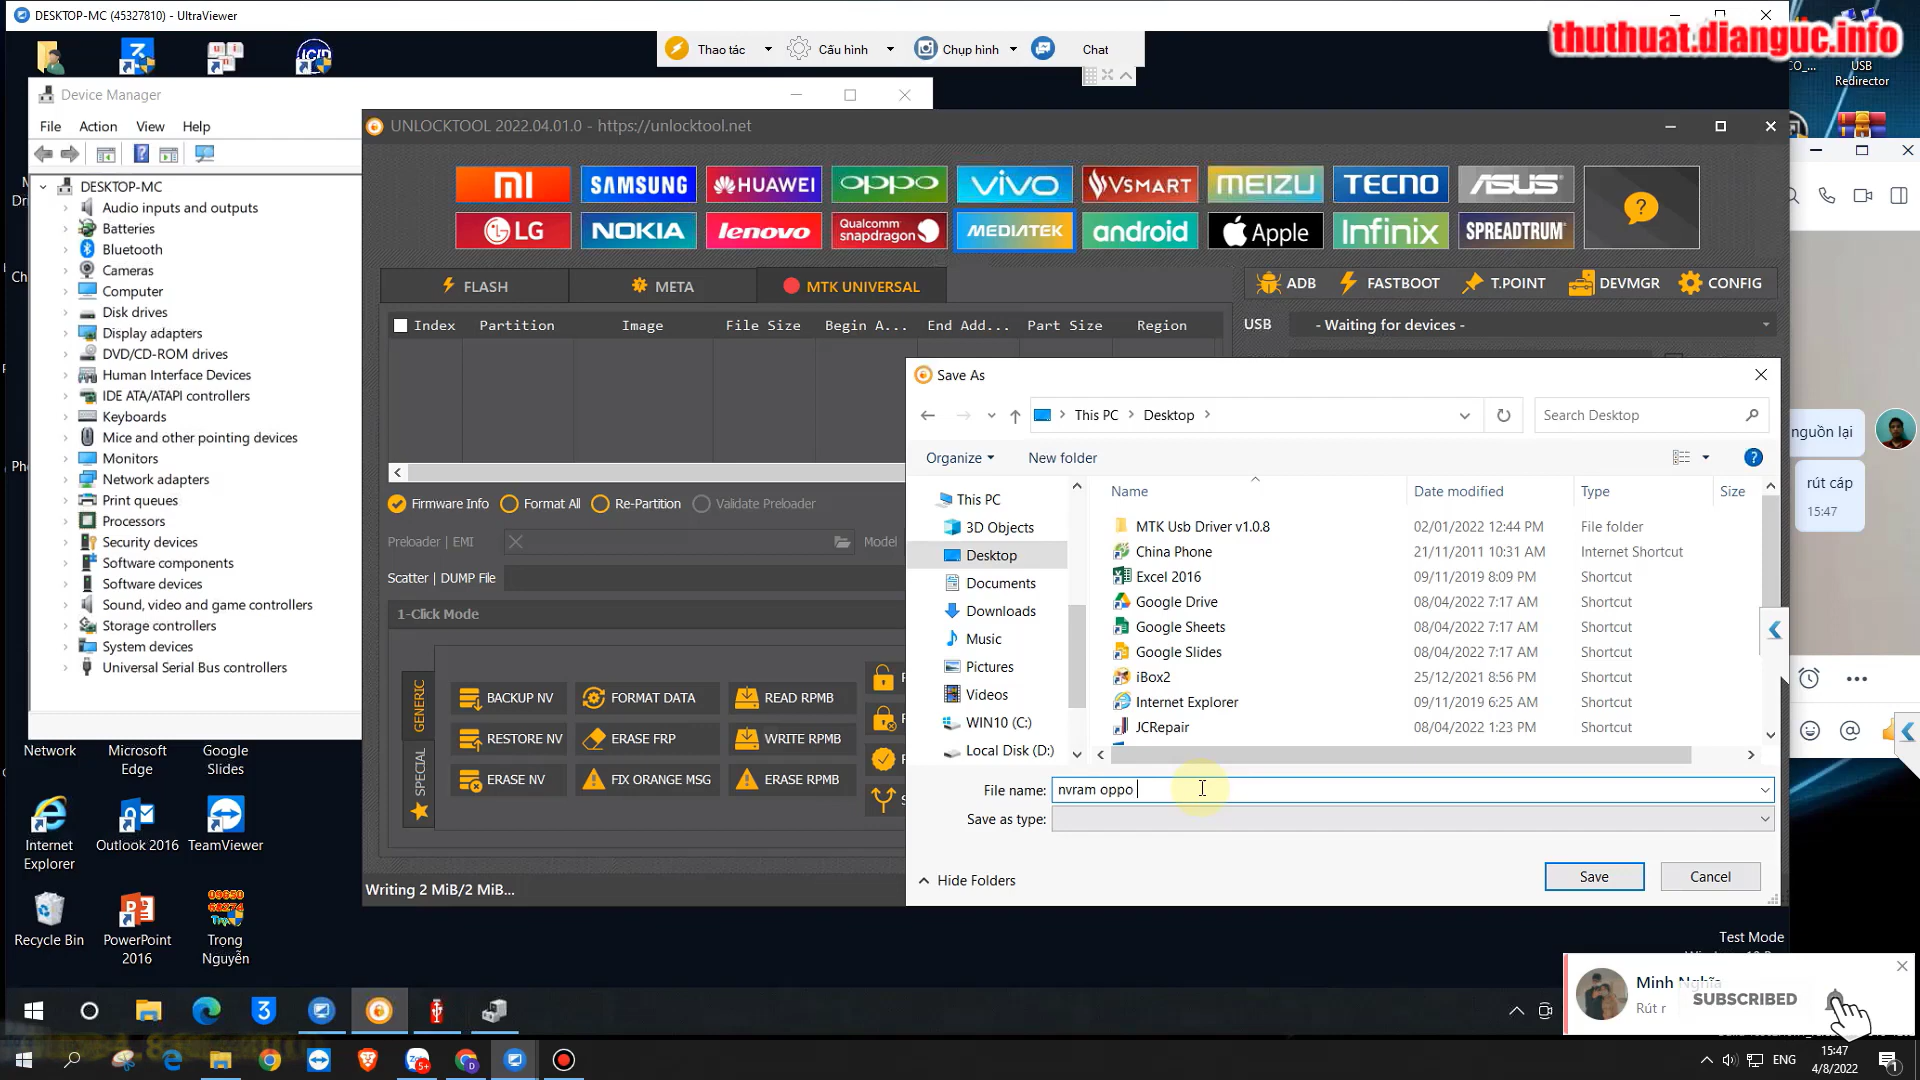 DESKTOP-MC (45327810) - UltraViewer
thuthuat.dianguc.info
Thao tác
Cấu hình
Chụp hình
Chat
USB
Redirector
Device Manager
File Action View Help
DESKTOP-MC
Audio inputs and outputs
Batteries
Bluetooth
Cameras
Computer
Disk drives
Display adapters
DVD/CD-ROM drives
Human Interface Devices
IDE ATA/ATAPI controllers
Keyboards
Mice and other pointing devices
Monitors
Network adapters
Print queues
Processors
Security devices
Software components
Software devices
Sound, video and game controllers
Storage controllers
System devices
Universal Serial Bus controllers
UNLOCKTOOL 2022.04.01.0 - https://unlocktool.net
MI SAMSUNG HUAWEI OPPO VIVO VSMART MEIZU TECNO ASUS
LG NOKIA lenovo Qualcomm snapdragon MEDIATEK android Apple Infinix SPREADTRUM
FLASH META MTK UNIVERSAL
ADB FASTBOOT T.POINT DEVMGR CONFIG
Index Partition Image File Size Begin A... End Add... Part Size Region
USB - Waiting for devices -
Firmware Info Format All Re-Partition Validate Preloader
Preloader | EMI Model
Scatter | DUMP File
1-Click Mode
GENERIC
SPECIAL
BACKUP NV FORMAT DATA READ RPMB
RESTORE NV ERASE FRP WRITE RPMB
ERASE NV FIX ORANGE MSG ERASE RPMB
Writing 2 MiB/2 MiB...
Save As
This PC Desktop
Search Desktop
Organize New folder
This PC
3D Objects
Desktop
Documents
Downloads
Music
Pictures
Videos
WIN10 (C:)
Local Disk (D:)
Name Date modified Type Size
MTK Usb Driver v1.0.8 02/01/2022 12:44 PM File folder
China Phone 21/11/2011 10:31 AM Internet Shortcut
Excel 2016 09/11/2019 8:09 PM Shortcut
Google Drive 08/04/2022 7:17 AM Shortcut
Google Sheets 08/04/2022 7:17 AM Shortcut
Google Slides 08/04/2022 7:17 AM Shortcut
iBox2 25/12/2021 8:56 PM Shortcut
Internet Explorer 09/11/2019 6:25 AM Shortcut
JCRepair 08/04/2022 1:23 PM Shortcut
File name: nvram oppo
Save as type:
Hide Folders
Save Cancel
nguồn lại
rút cáp
15:47
Network
Microsoft Edge
Google Slides
Internet Explorer
Outlook 2016
TeamViewer
Recycle Bin
PowerPoint 2016
09650
61274
Trọng Nguyễn
Test Mode
Minh Nghĩa
SUBSCRIBED
ENG
15:47
4/8/2022